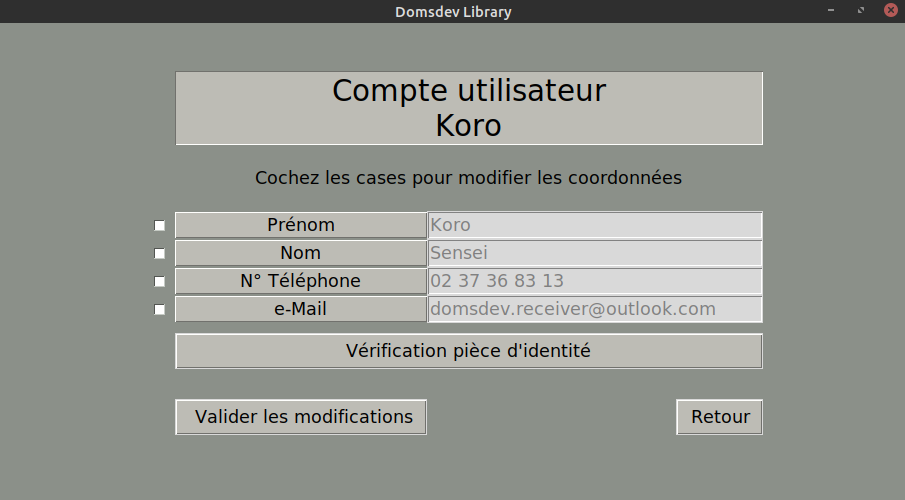 Domsdev Library
Compte utilisateur
Koro
Cochez les cases pour modifier les coordonnées
Prénom Koro
Nom Sensei
N° Téléphone 02 37 36 83 13
e-Mail domsdev.receiver@outlook.com
Vérification pièce d'identité
Valider les modifications Retour